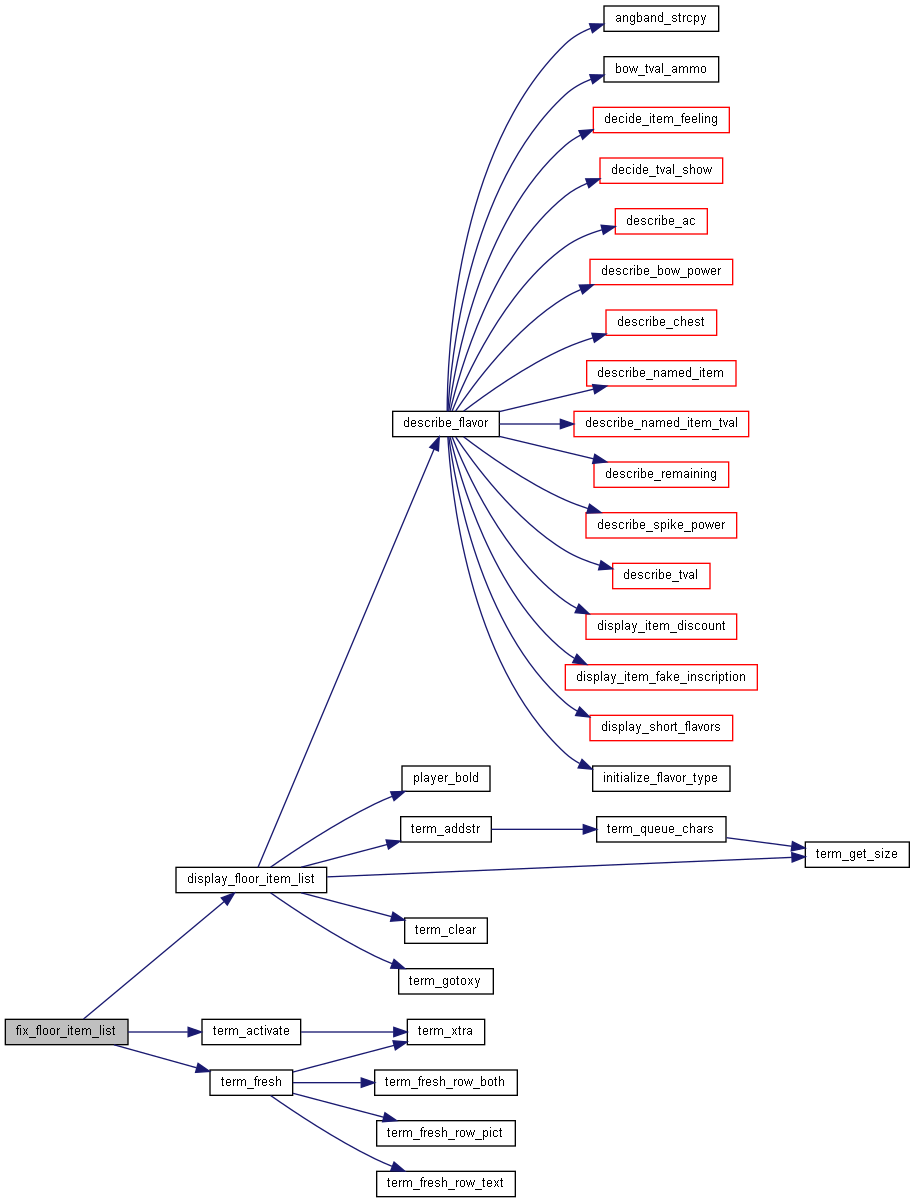 angband_strcpy
bow_tval_ammo
decide_item_feeling
decide_tval_show
describe_ac
describe_bow_power
describe_chest
describe_named_item
describe_flavor
describe_named_item_tval
describe_remaining
describe_spike_power
describe_tval
display_item_discount
display_item_fake_inscription
display_short_flavors
player_bold
initialize_flavor_type
term_addstr
term_queue_chars
term_get_size
display_floor_item_list
term_clear
term_gotoxy
fix_floor_item_list
term_activate
term_xtra
term_fresh
term_fresh_row_both
term_fresh_row_pict
term_fresh_row_text